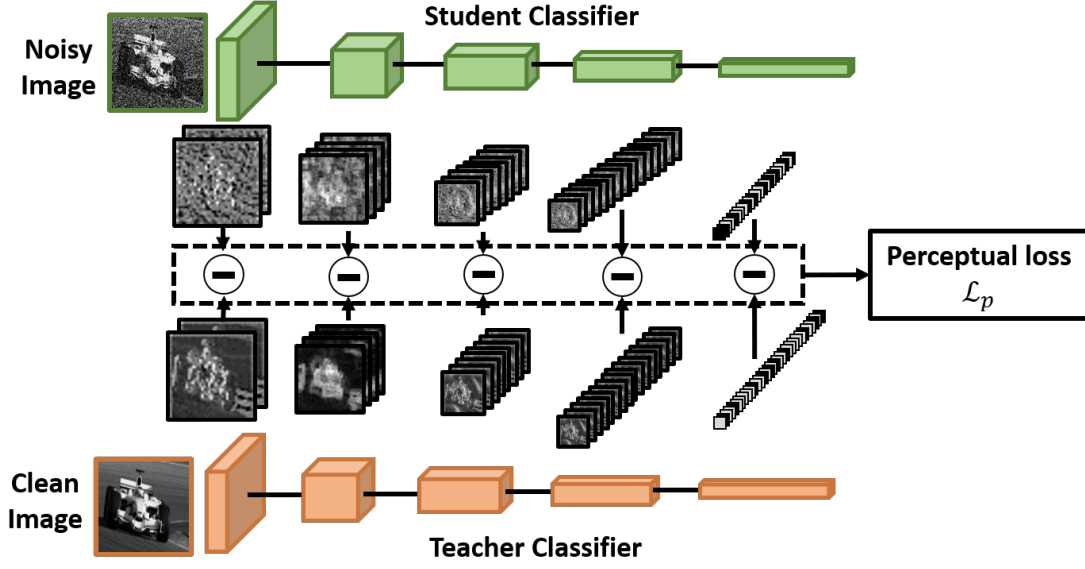 Student Classifier
Noisy
Image
Perceptual loss
ℒ𝑝
Clean
Image
Teacher Classifier